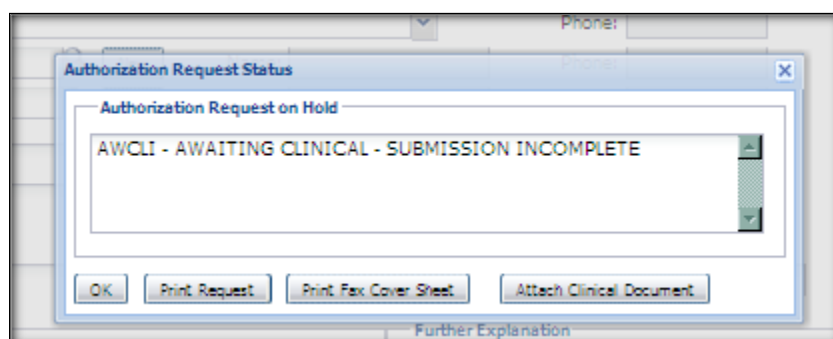 Phone:
Phone:
Authorization Request Status
Authorization Request on Hold
AWCLI - AWAITING CLINICAL - SUBMISSION INCOMPLETE
OK Print Request Print Fax Cover Sheet Attach Clinical Document
Further Explanation